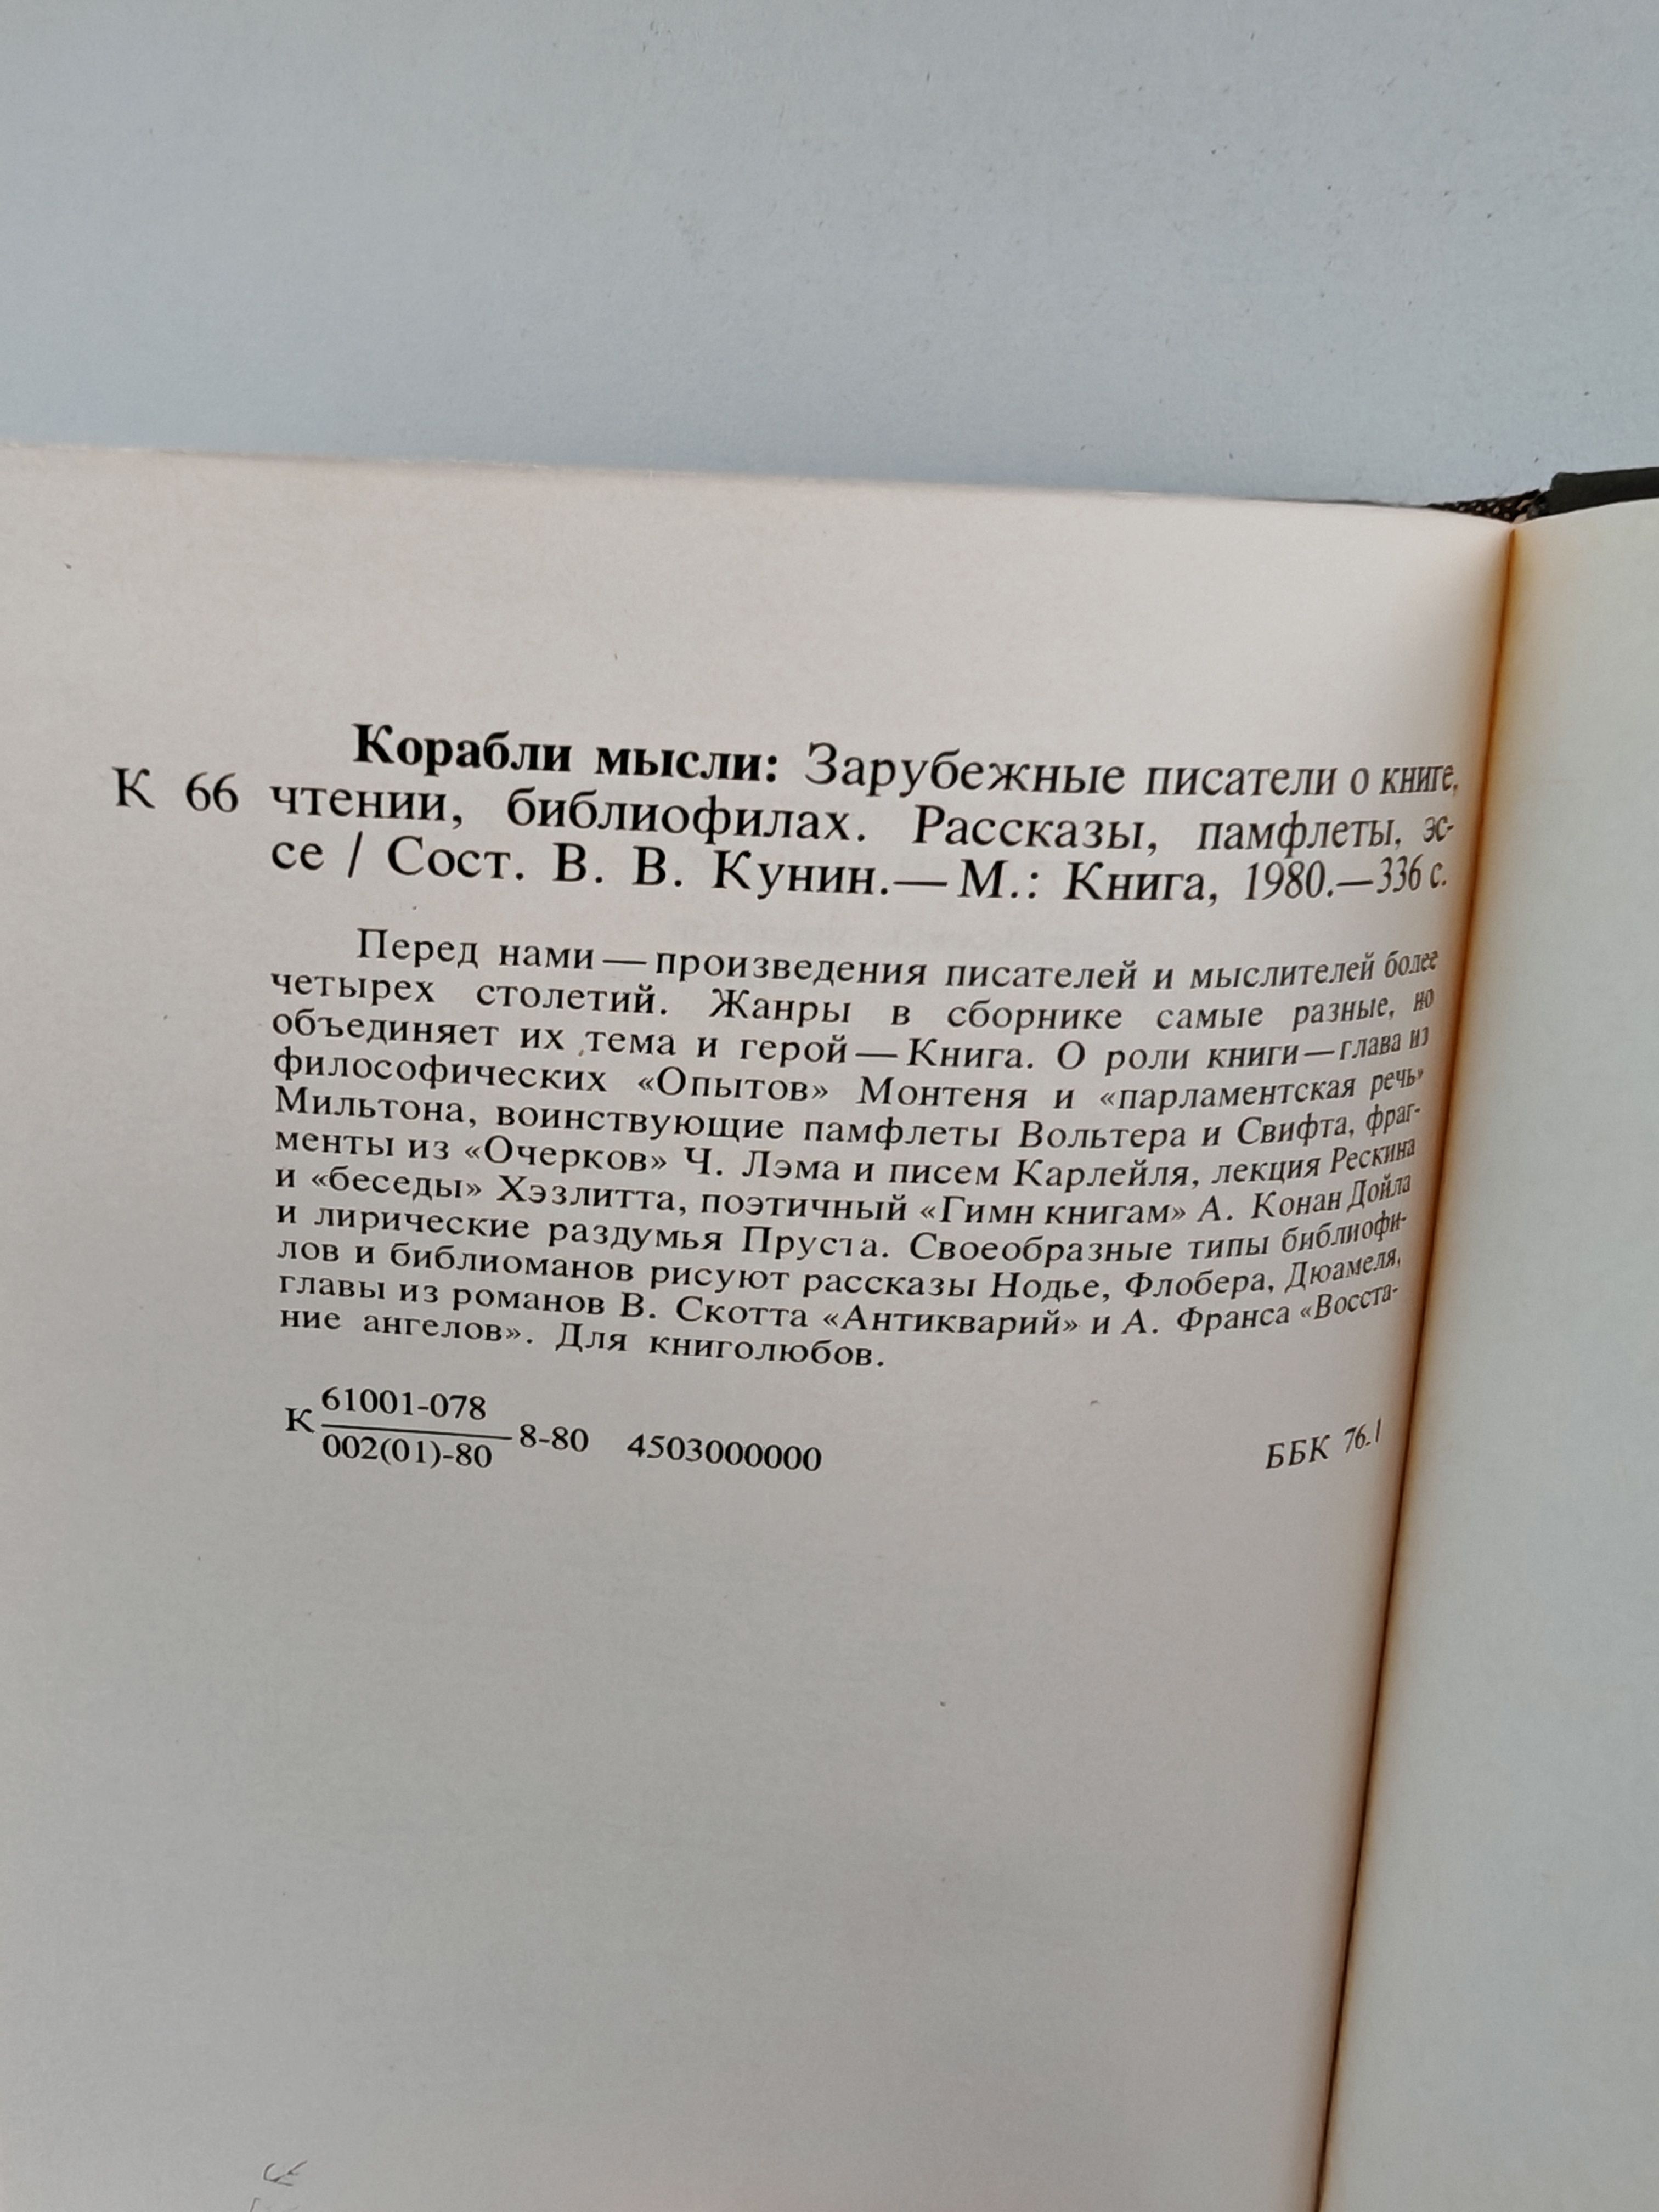 Корабли мысли: Зарубежные писатели о книге,
К 66 чтении, библиофилах. Рассказы, памфлеты, эс-
се / Сост. В. В. Кунин.— М.: Книга, 1980.—336 с.
Перед нами — произведения писателей и мыслителей более
четырех столетий. Жанры в сборнике самые разные, но
объединяет их тема и герой — Книга. О роли книги—глава из
философических «Опытов» Монтеня и «парламентская речь»
Мильтона, воинствующие памфлеты Вольтера и Свифта, фраг-
менты из «Очерков» Ч. Лэма и писем Карлейля, лекция Рескина
и «беседы» Хэзлитта, поэтичный «Гимн книгам» А. Конан Дойла
и лирические раздумья Пруста. Своеобразные типы библиофи-
лов и библиоманов рисуют рассказы Нодье, Флобера, Дюамеля,
главы из романов В. Скотта «Антикварий» и А. Франса «Восста-
ние ангелов». Для книголюбов.
61001-078
К 8-80 4503000000
002(01)-80
ББК 76.1